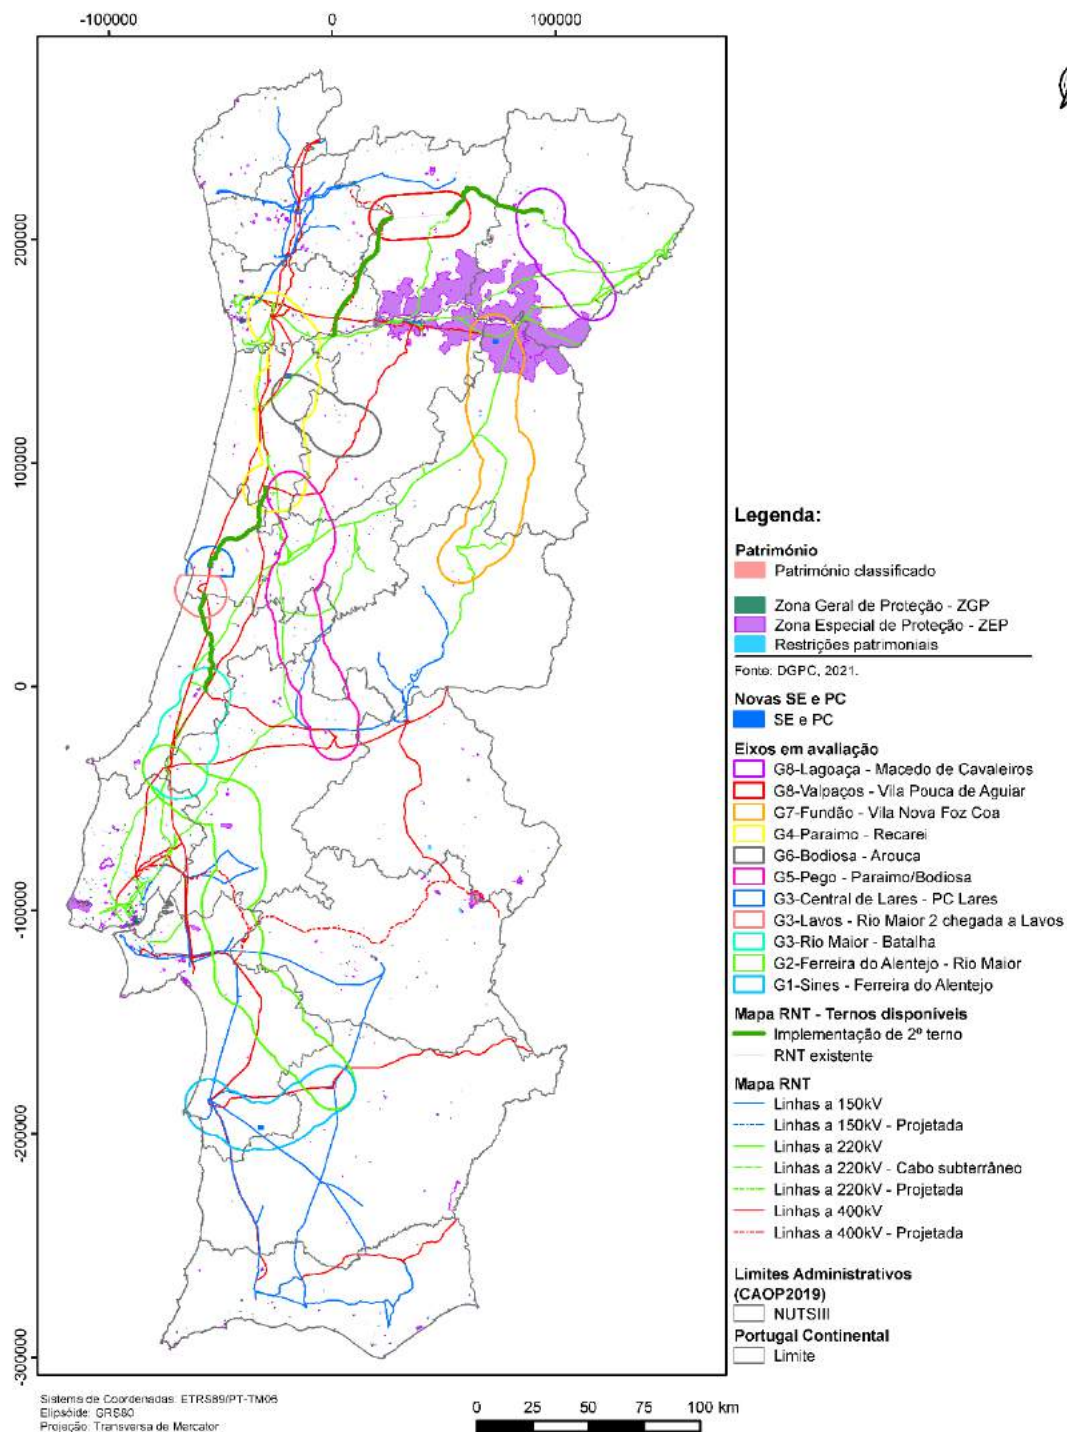 -100000 0 100000
200000
100000
0
-100000
-200000
-300000
Legenda:
Património
Património classificado
Zona Geral de Proteção - ZGP
Zona Especial de Proteção - ZEP
Restrições patrimoniais
Fonte: DGPC, 2021.
Novas SE e PC
SE e PC
Eixos em avaliação
G8-Lagoaça - Macedo de Cavaleiros
G8-Valpaços - Vila Pouca de Aguiar
G7-Fundão - Vila Nova Foz Coa
G4-Paraimo - Recarei
G6-Bodiosa - Arouca
G5-Pego - Paraimo/Bodiosa
G3-Central de Lares - PC Lares
G3-Lavos - Rio Maior 2 chegada a Lavos
G3-Rio Maior - Batalha
G2-Ferreira do Alentejo - Rio Maior
G1-Sines - Ferreira do Alentejo
Mapa RNT - Ternos disponíveis
Implementação de 2º terno
RNT existente
Mapa RNT
Linhas a 150kV
Linhas a 150kV - Projetada
Linhas a 220kV
Linhas a 220kV - Cabo subterrâneo
Linhas a 220kV - Projetada
Linhas a 400kV
Linhas a 400kV - Projetada
Limites Administrativos
(CAOP2019)
NUTSIII
Portugal Continental
Limite
Sistema de Coordenadas: ETRS89/PT-TM06
Elipsóide: GRS80
Projeção: Transversa de Mercator
0 25 50 75 100 km